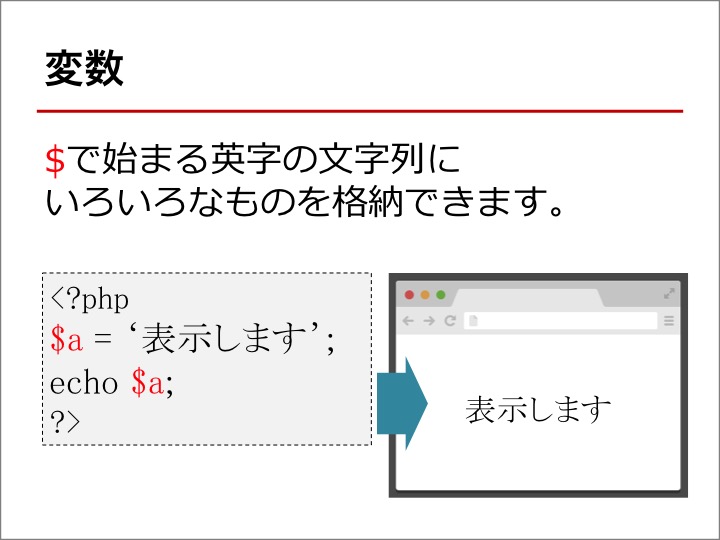 変数
$で始まる英字の文字列に
いろいろなものを格納できます。
<?php
$a = ‘表示します’;
echo $a;
?>
表示します